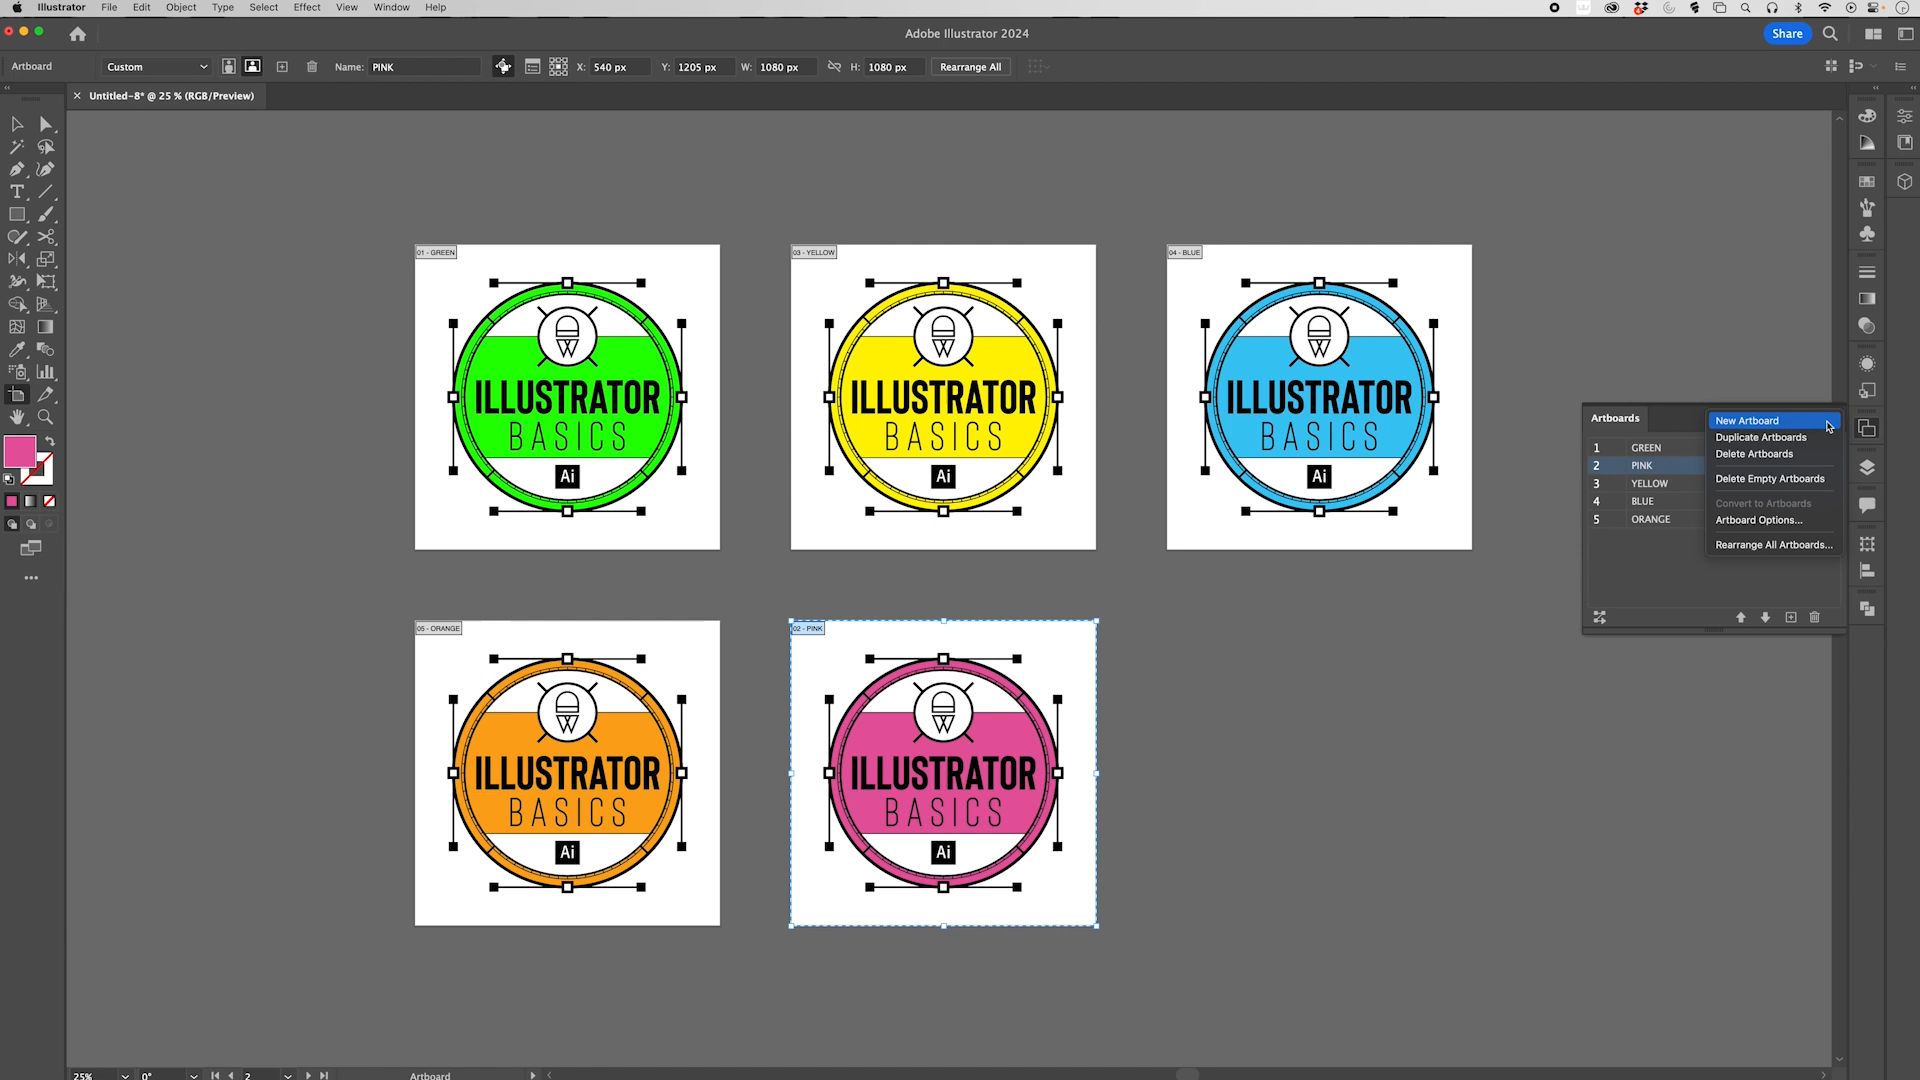 Illustrator File Edit Object Type Select Effect View Window Help
Adobe Illustrator 2024
Share
Artboard
Custom
Name: PINK
X: 540 px
Y: 1205 px
W: 1080 px
H: 1080 px
Rearrange All
Untitled-8* @ 25 % (RGB/Preview)
01 - GREEN
ILLUSTRATOR
BASICS
Ai
03 - YELLOW
ILLUSTRATOR
BASICS
Ai
04 - BLUE
ILLUSTRATOR
BASICS
Ai
05 - ORANGE
ILLUSTRATOR
BASICS
Ai
02 - PINK
ILLUSTRATOR
BASICS
Ai
Artboards
1 GREEN
2 PINK
3 YELLOW
4 BLUE
5 ORANGE
New Artboard
Duplicate Artboards
Delete Artboards
Delete Empty Artboards
Convert to Artboards
Artboard Options...
Rearrange All Artboards...
25%
0°
2
Artboard